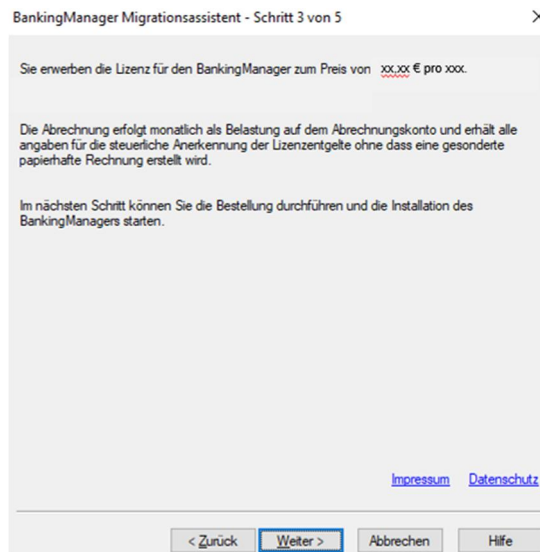 BankingManager Migrationsassistent - Schritt 3 von 5
Sie erwerben die Lizenz für den BankingManager zum Preis von xx,xx € pro xxx.
Die Abrechnung erfolgt monatlich als Belastung auf dem Abrechnungskonto und erhält alle
angaben für die steuerliche Anerkennung der Lizenzentgelte ohne dass eine gesonderte
papierhafte Rechnung erstellt wird.
Im nächsten Schritt können Sie die Bestellung durchführen und die Installation des
BankingManagers starten.
Impressum Datenschutz
< Zurück Weiter > Abbrechen Hilfe